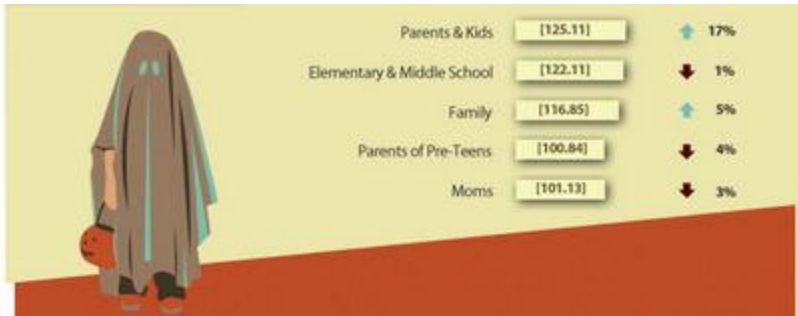 Parents & Kids [125.11] 17%
Elementary & Middle School [122.11] 1%
Family [116.85] 5%
Parents of Pre-Teens [100.84] 4%
Moms [101.13] 3%